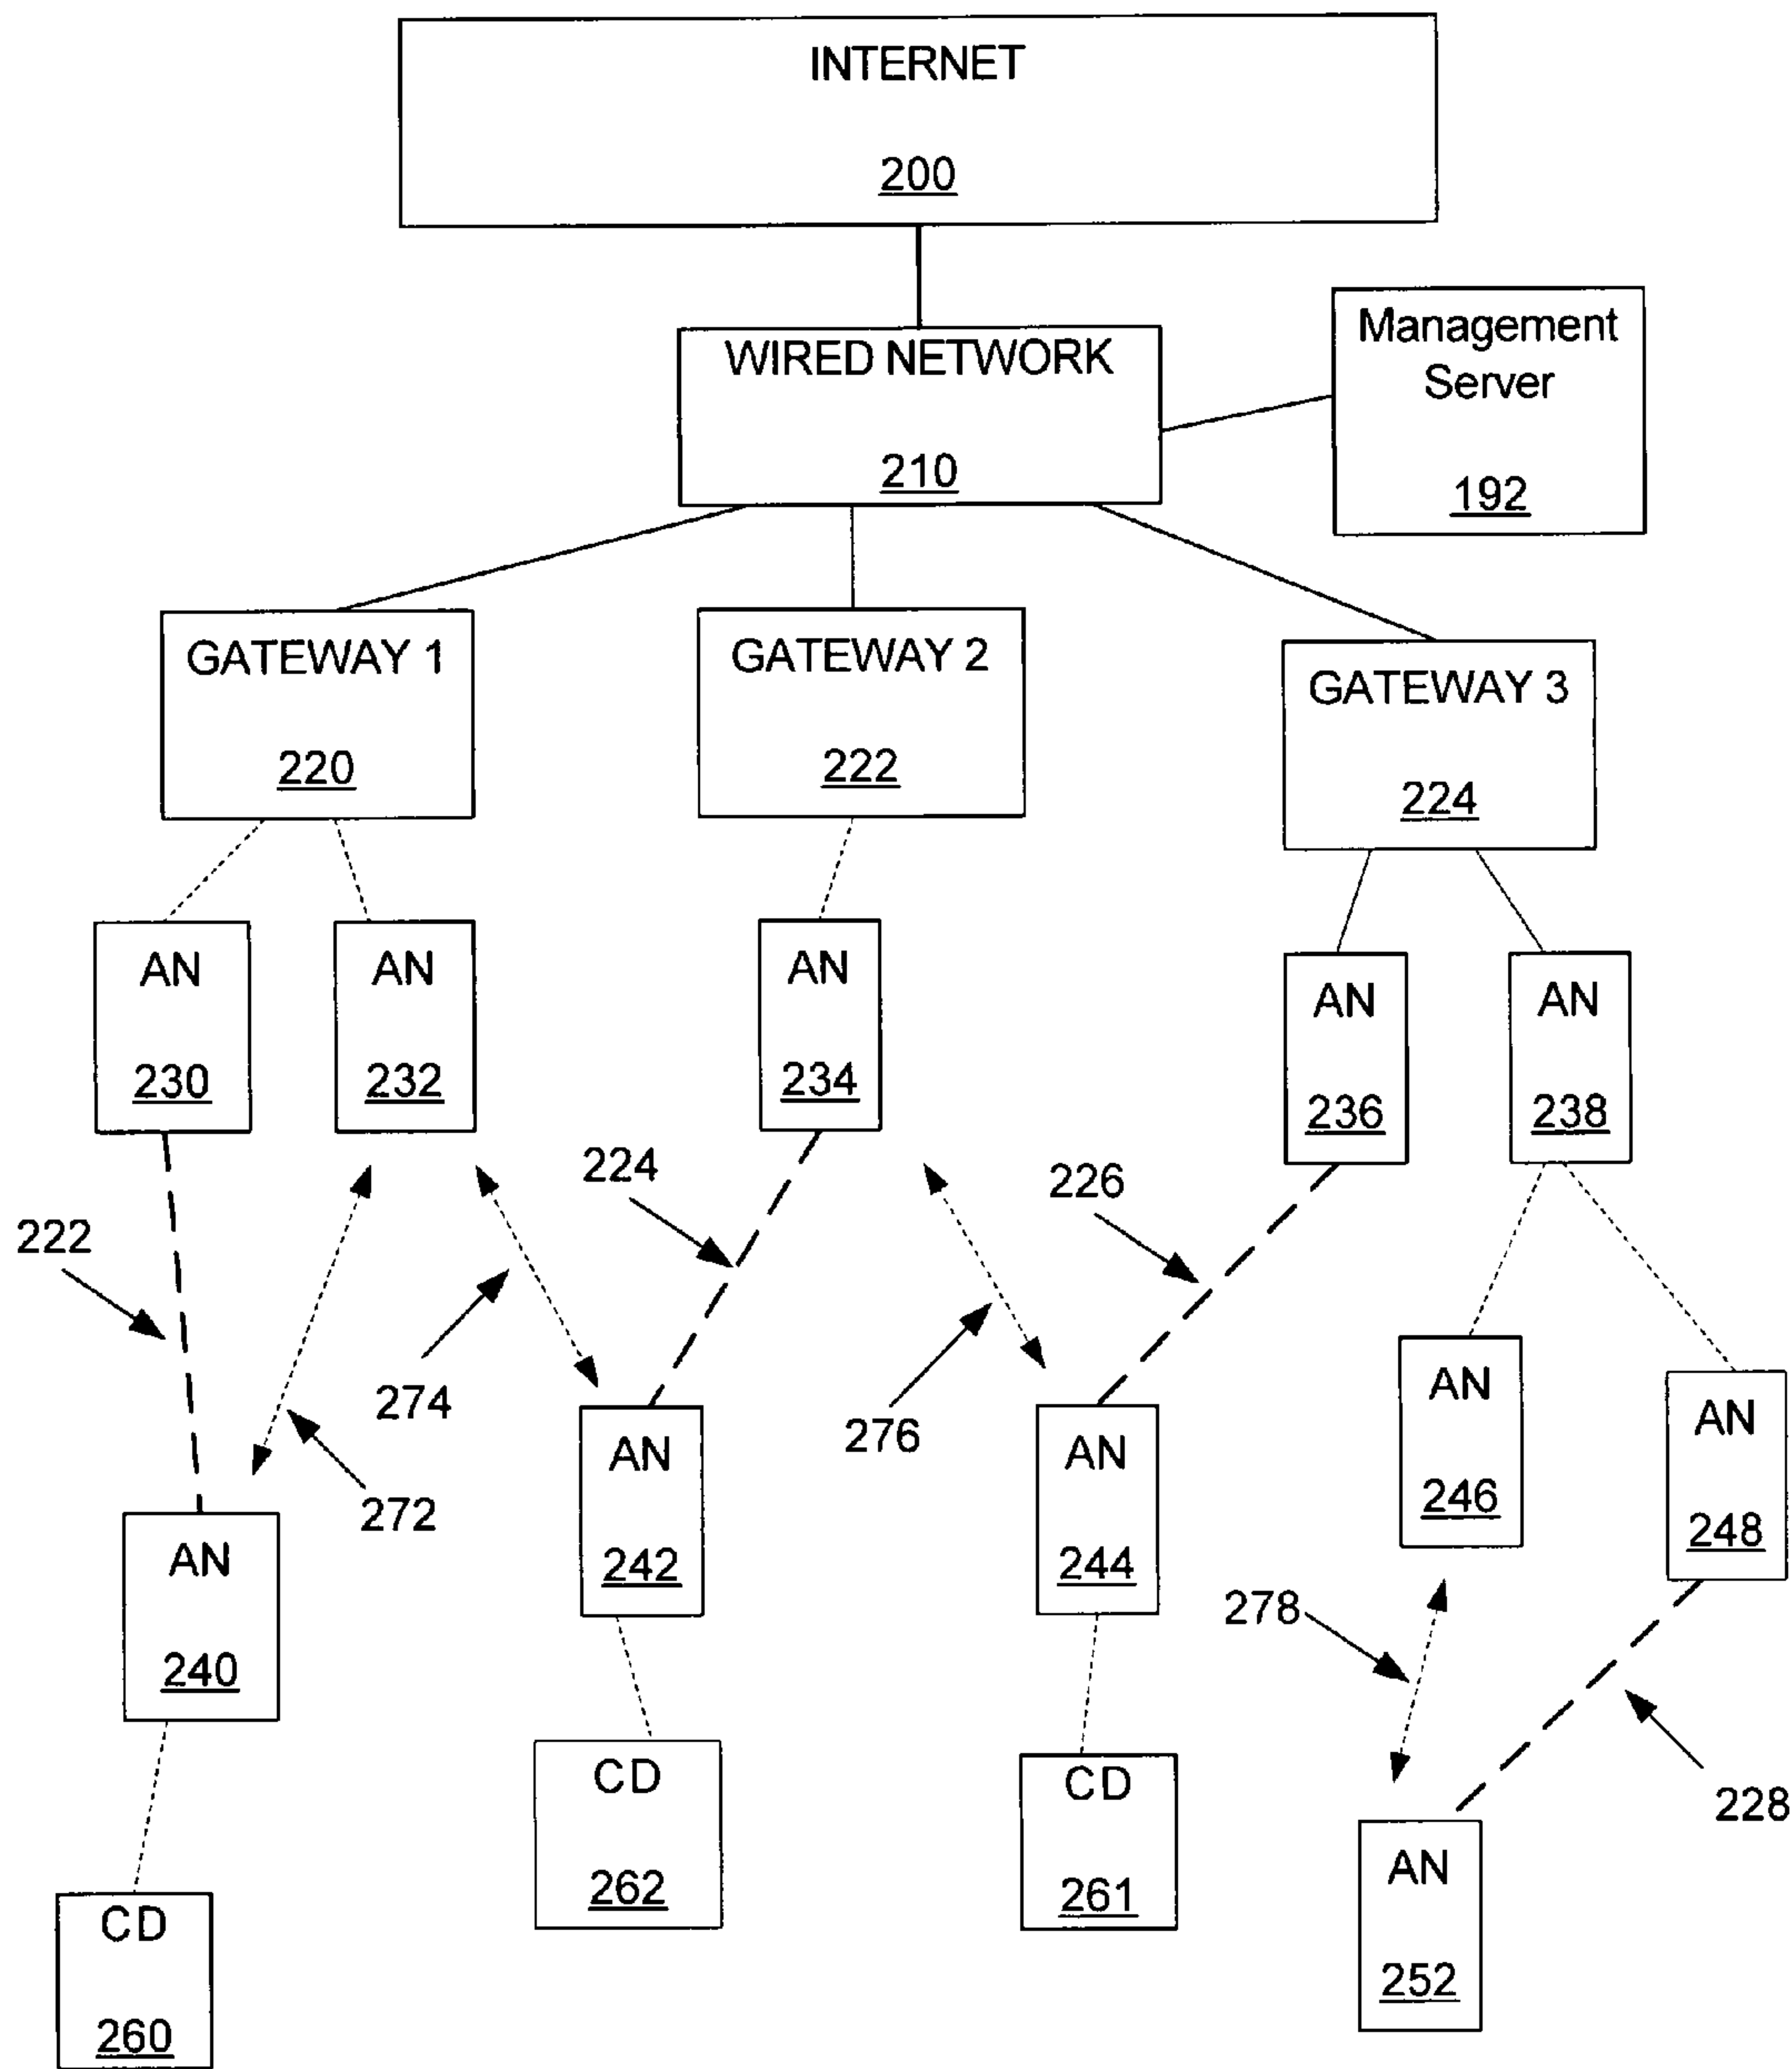 INTERNET
200
WIRED NETWORK
210
Management
Server
192
GATEWAY 1
220
GATEWAY 2
222
GATEWAY 3
224
AN
230
AN
232
AN
234
AN
236
AN
238
222
224
226
274
276
272
AN
240
AN
242
AN
244
AN
246
AN
248
278
228
CD
260
CD
262
CD
261
AN
252